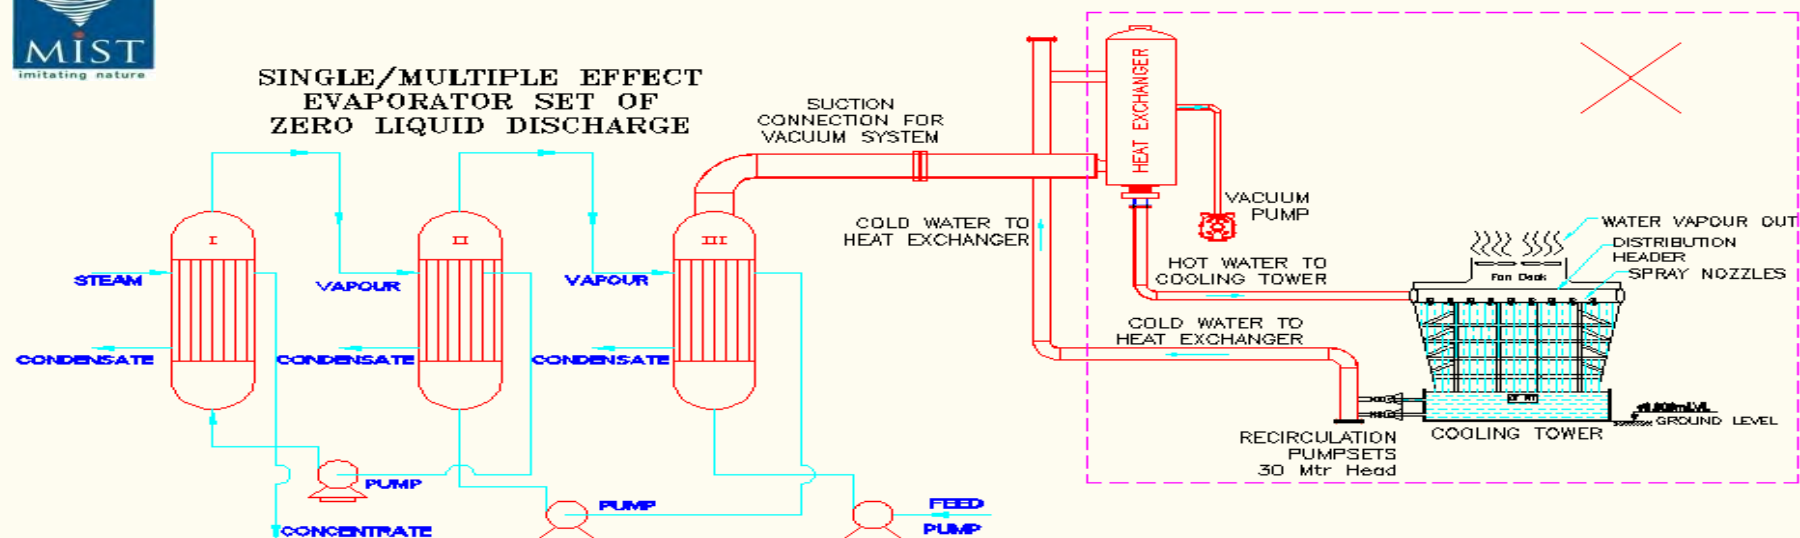 MiST
imitating nature
SINGLE/MULTIPLE EFFECT
EVAPORATOR SET OF
ZERO LIQUID DISCHARGE
SUCTION
CONNECTION FOR
VACUUM SYSTEM
HEAT EXCHANGER
VACUUM
PUMP
COLD WATER TO
HEAT EXCHANGER
HOT WATER TO
COOLING TOWER
COLD WATER TO
HEAT EXCHANGER
WATER VAPOUR OUT
DISTRIBUTION
HEADER
SPRAY NOZZLES
Fan Deck
I
II
III
STEAM
VAPOUR
VAPOUR
CONDENSATE
CONDENSATE
CONDENSATE
GROUND LEVEL
COOLING TOWER
RECIRCULATION
PUMPSETS
30 Mtr Head
PUMP
PUMP
FEED
PUMP
CONCENTRATE